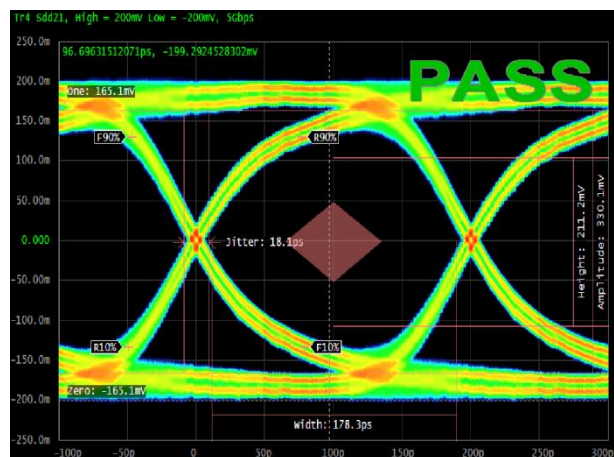 Tr4 Sdd21, High = 200mV Low = -200mV, 5Gbps
250.0m
96.69631512071ps, -199.2924528302mv
PASS
200.0m
One: 165.1mV
150.0m
F90%
R90%
100.0m
50.00m
0.000
Jitter: 18.1ps
Height: 211.2mV
Amplitude: 330.1mV
-50.00m
-100.0m
R10%
F10%
-150.0m
Zero: -165.1mV
-200.0m
Width: 178.3ps
-250.0m
-100p
-50p
0
50p
100p
150p
200p
250p
300p